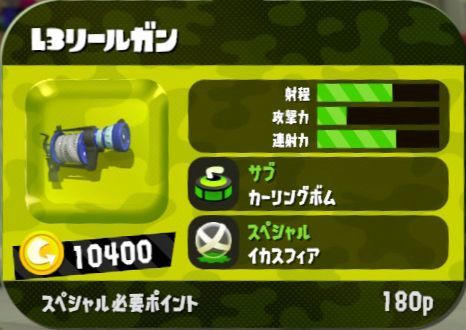 L3リールガン
射程
攻撃力
連射力
サブ
カーリングボム
スペシャル
イカスフィア
10400
スペシャル必要ポイント 180p